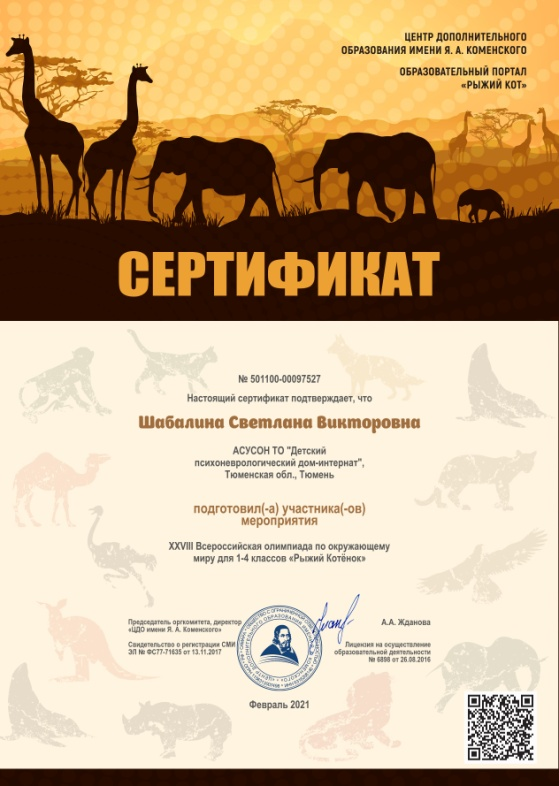 ЦЕНТР ДОПОЛНИТЕЛЬНОГО
ОБРАЗОВАНИЯ ИМЕНИ Я. А. КОМЕНСКОГО
ОБРАЗОВАТЕЛЬНЫЙ ПОРТАЛ
«РЫЖИЙ КОТ»
СЕРТИФИКАТ
№ 501100-00097527
Настоящий сертификат подтверждает, что
Шабалина Светлана Викторовна
АСУСОН ТО "Детский
психоневрологический дом-интернат",
Тюменская обл., Тюмень
подготовил(-а) участника(-ов)
мероприятия
XXVIII Всероссийская олимпиада по окружающему
миру для 1-4 классов «Рыжий Котёнок»
Председатель оргкомитета, директор
«ЦДО имени Я. А. Коменского»
Свидетельство о регистрации СМИ
ЭЛ № ФС77-71635 от 13.11.2017
А.А. Жданова
Лицензия на осуществление
образовательной деятельности
№ 6898 от 26.08.2016
Февраль 2021